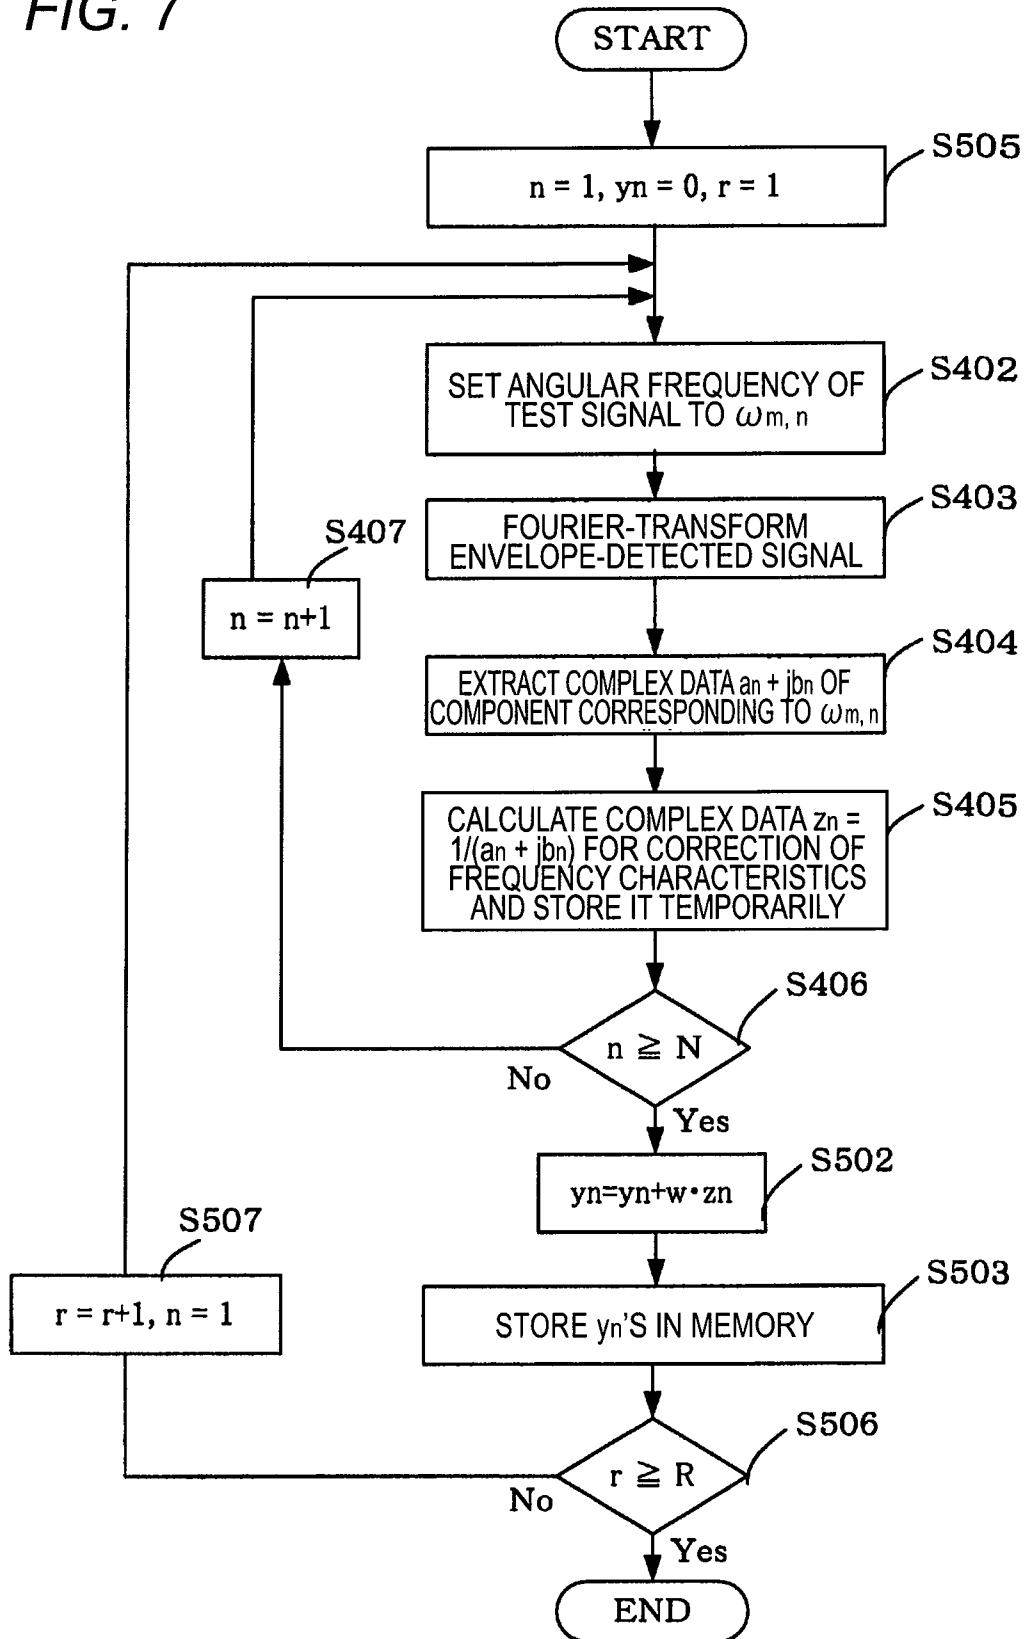 FIG. 7
START
S505
n = 1, yn = 0, r = 1
S402
SET ANGULAR FREQUENCY OF
TEST SIGNAL TO ωm, n
S403
FOURIER-TRANSFORM
ENVELOPE-DETECTED SIGNAL
S407
n = n+1
S404
EXTRACT COMPLEX DATA an + jbn OF
COMPONENT CORRESPONDING TO ωm, n
S405
CALCULATE COMPLEX DATA zn =
1/(an + jbn) FOR CORRECTION OF
FREQUENCY CHARACTERISTICS
AND STORE IT TEMPORARILY
S406
n ≧ N
No
Yes
S502
yn=yn+w·zn
S507
r = r+1, n = 1
S503
STORE yn'S IN MEMORY
S506
r ≧ R
No
Yes
END